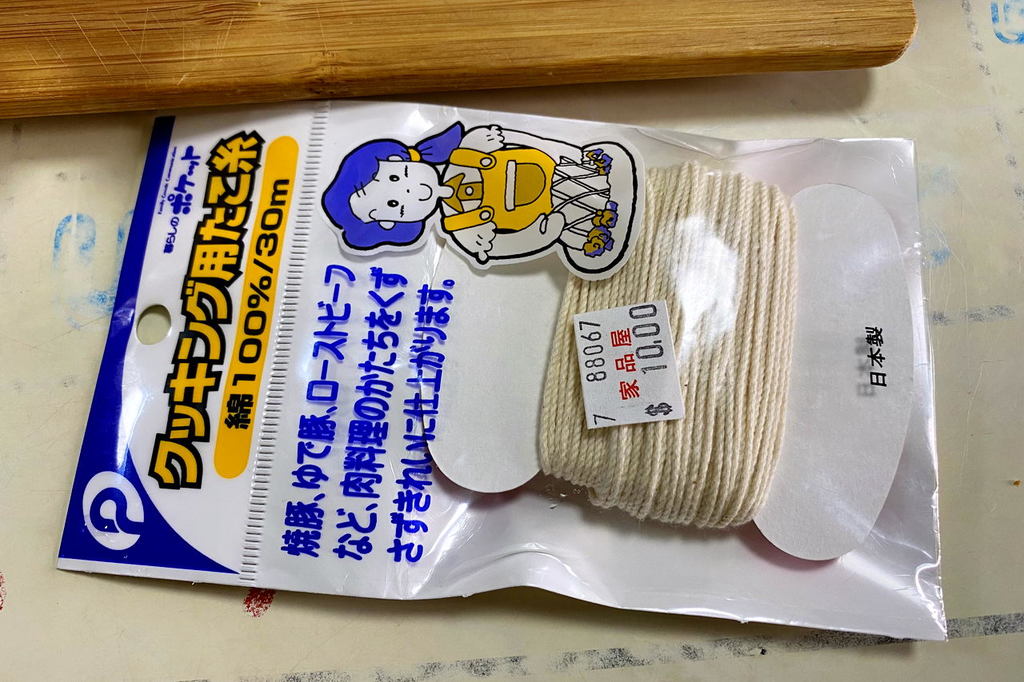 暮らしのポケット
クッキング用たこ糸
綿100%/30m
焼豚、ゆで豚、ローストビーフ
など、肉料理のかたちをくず
さずきれいに仕上がります。
7 88067
家品屋
$ 10.00
日本製